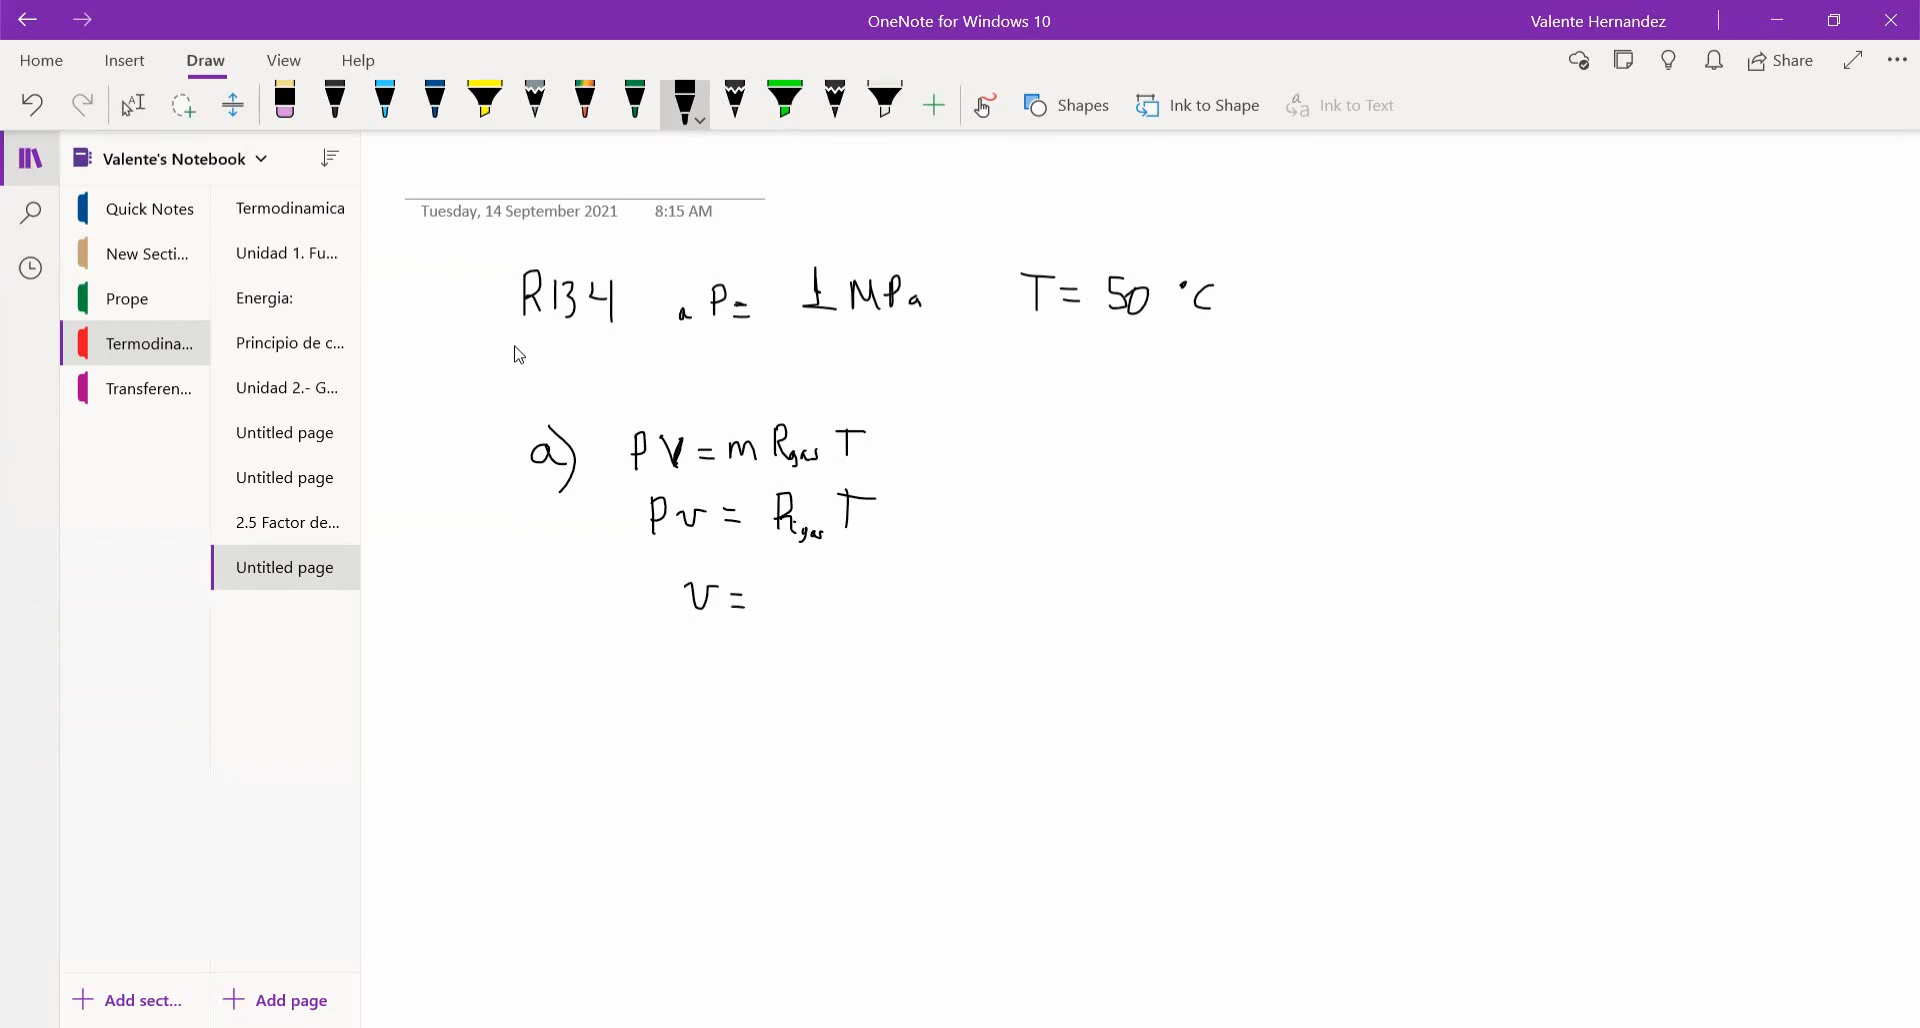 OneNote for Windows 10
Valente Hernandez
Home Insert Draw View Help
Share
Shapes Ink to Shape Ink to Text
Valente's Notebook
Quick Notes
New Secti...
Prope
Termodina...
Transferen...
Termodinamica
Unidad 1. Fu...
Energia:
Principio de c...
Unidad 2.- G...
Untitled page
Untitled page
2.5 Factor de...
Untitled page
Add sect...
Add page
Tuesday, 14 September 2021 8:15 AM
R134 a P= 1 MPa T= 50 °C
a) PV = m Rgas T
Pv = Rgas T
v =